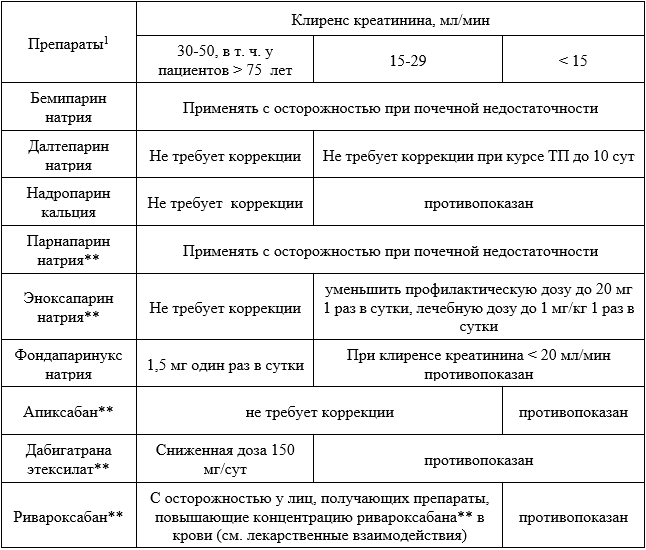 Препараты¹
Клиренс креатинина, мл/мин
30-50, в т. ч. у
пациентов > 75 лет
15-29
< 15
Бемипарин
натрия
Применять с осторожностью при почечной недостаточности
Далтепарин
натрия
Не требует коррекции
Не требует коррекции при курсе ТП до 10 сут
Надропарин
кальция
Не требует коррекции
противопоказан
Парнапарин
натрия**
Применять с осторожностью при почечной недостаточности
Эноксапарин
натрия**
Не требует коррекции
уменьшить профилактическую дозу до 20 мг
1 раз в сутки, лечебную дозу до 1 мг/кг 1 раз в
сутки
Фондапаринукс
натрия
1,5 мг один раз в сутки
При клиренсе креатинина < 20 мл/мин
противопоказан
Апиксабан**
не требует коррекции
противопоказан
Дабигатрана
этексилат**
Сниженная доза 150
мг/сут
противопоказан
Ривароксабан**
С осторожностью у лиц, получающих препараты,
повышающие концентрацию ривароксабана** в
крови (см. лекарственные взаимодействия)
противопоказан